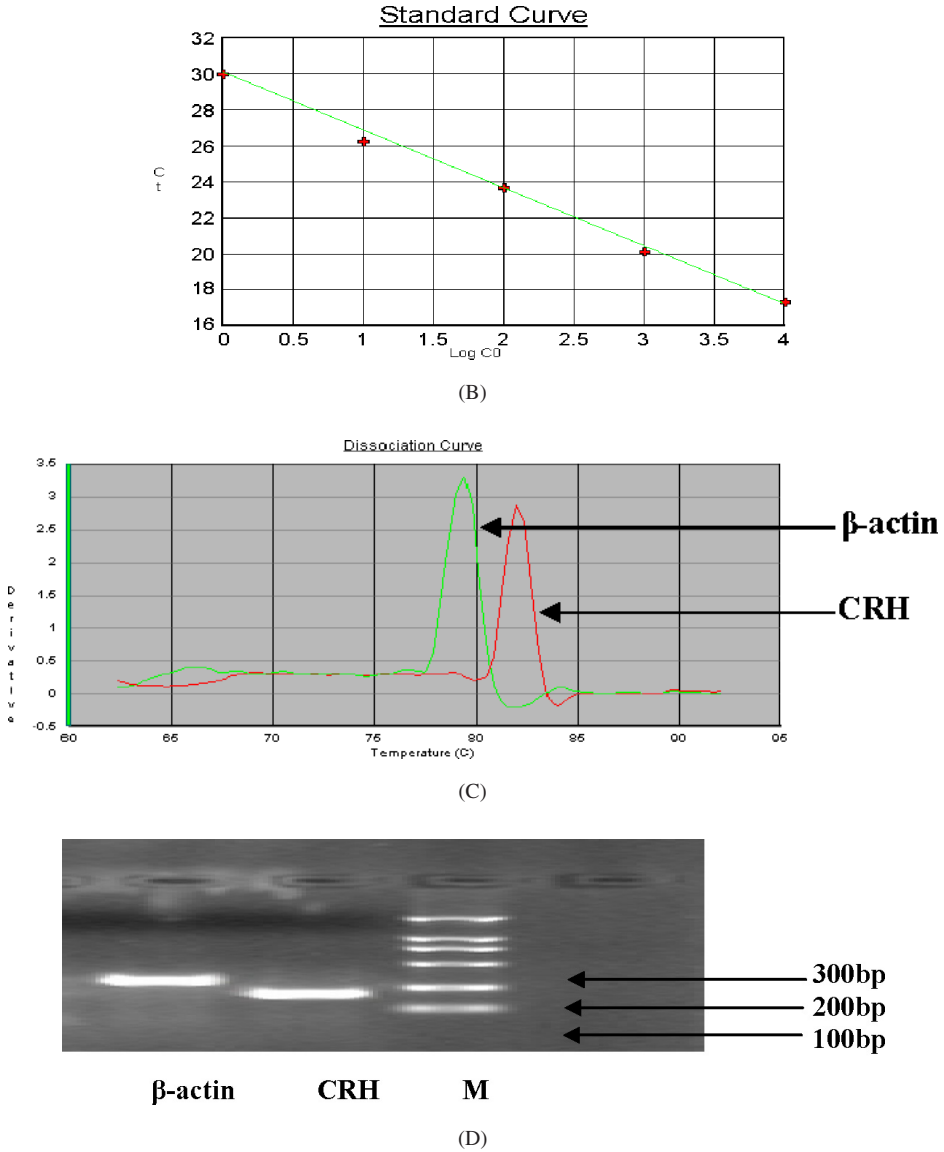 Standard Curve
32
30
28
26
24
22
20
18
16
C
t
0 0.5 1 1.5 2 2.5 3 3.5 4
Log C0
(B)
Dissociation Curve
3.5
3
2.5
2
1.5
1
0.5
0
-0.5
Derivative
60 65 70 75 80 85 90 95
Temperature (C)
β-actin
CRH
(C)
300bp
200bp
100bp
β-actin CRH M
(D)